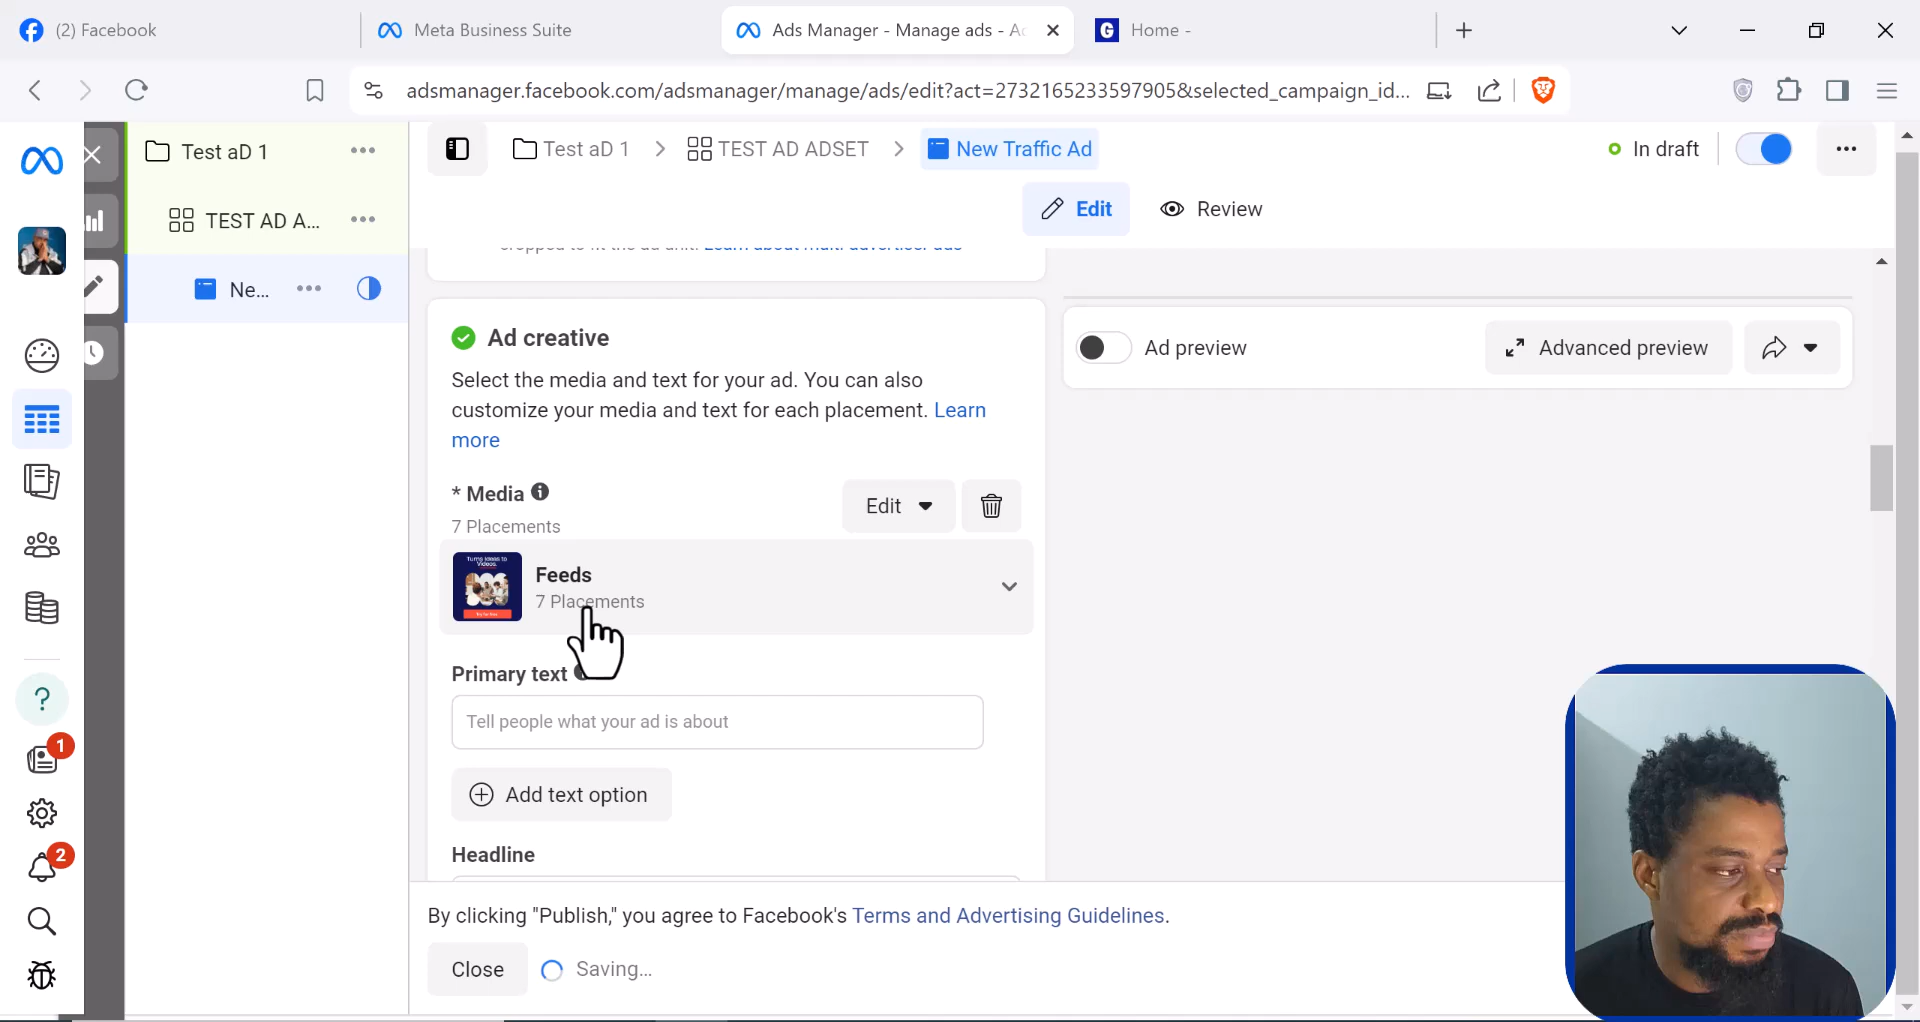 (2) Facebook
Meta Business Suite
Ads Manager - Manage ads - Ac
Home -
adsmanager.facebook.com/adsmanager/manage/ads/edit?act=2732165233597905&selected_campaign_id...
Test aD 1
TEST AD A...
Ne...
Test aD 1 > TEST AD ADSET > New Traffic Ad
In draft
Edit
Review
Ad creative
Select the media and text for your ad. You can also
customize your media and text for each placement. Learn
more
* Media
7 Placements
Edit
Turns Ideas to
Videos.
Feeds
7 Placements
Primary text
Tell people what your ad is about
Add text option
Headline
Ad preview
Advanced preview
1
2
By clicking "Publish," you agree to Facebook's Terms and Advertising Guidelines.
Close
Saving...